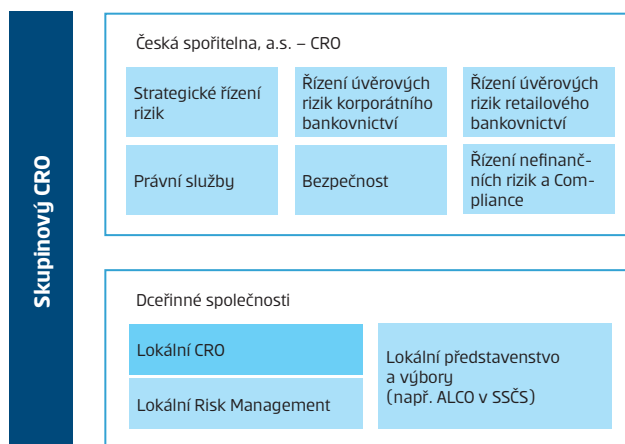 Skupinový CRO
Česká spořitelna, a.s. – CRO
Strategické řízení
rizik
Řízení úvěrových
rizik korporátního
bankovnictví
Řízení úvěrových
rizik retailového
bankovnictví
Právní služby
Bezpečnost
Řízení nefinanč-
ních rizik a Com-
pliance
Dceřinné společnosti
Lokální CRO
Lokální Risk Management
Lokální představenstvo
a výbory
(např. ALCO v SSČS)